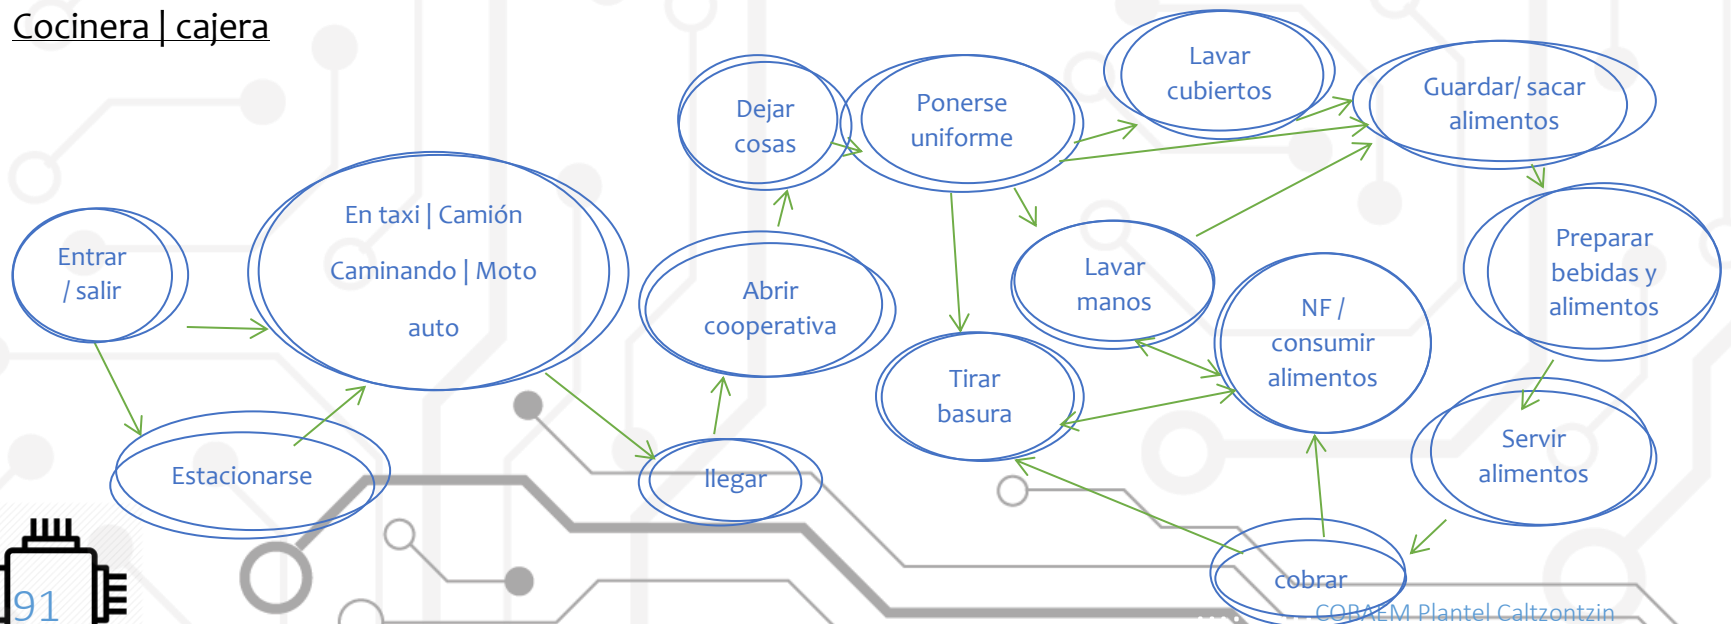 Cocinera | cajera
Entrar
/ salir
Estacionarse
En taxi | Camión
Caminando | Moto
auto
llegar
Abrir
cooperativa
Dejar
cosas
Ponerse
uniforme
Lavar
cubiertos
Guardar/ sacar
alimentos
Lavar
manos
Tirar
basura
NF /
consumir
alimentos
Preparar
bebidas y
alimentos
Servir
alimentos
cobrar
91
COBAEM Plantel Caltzontzin